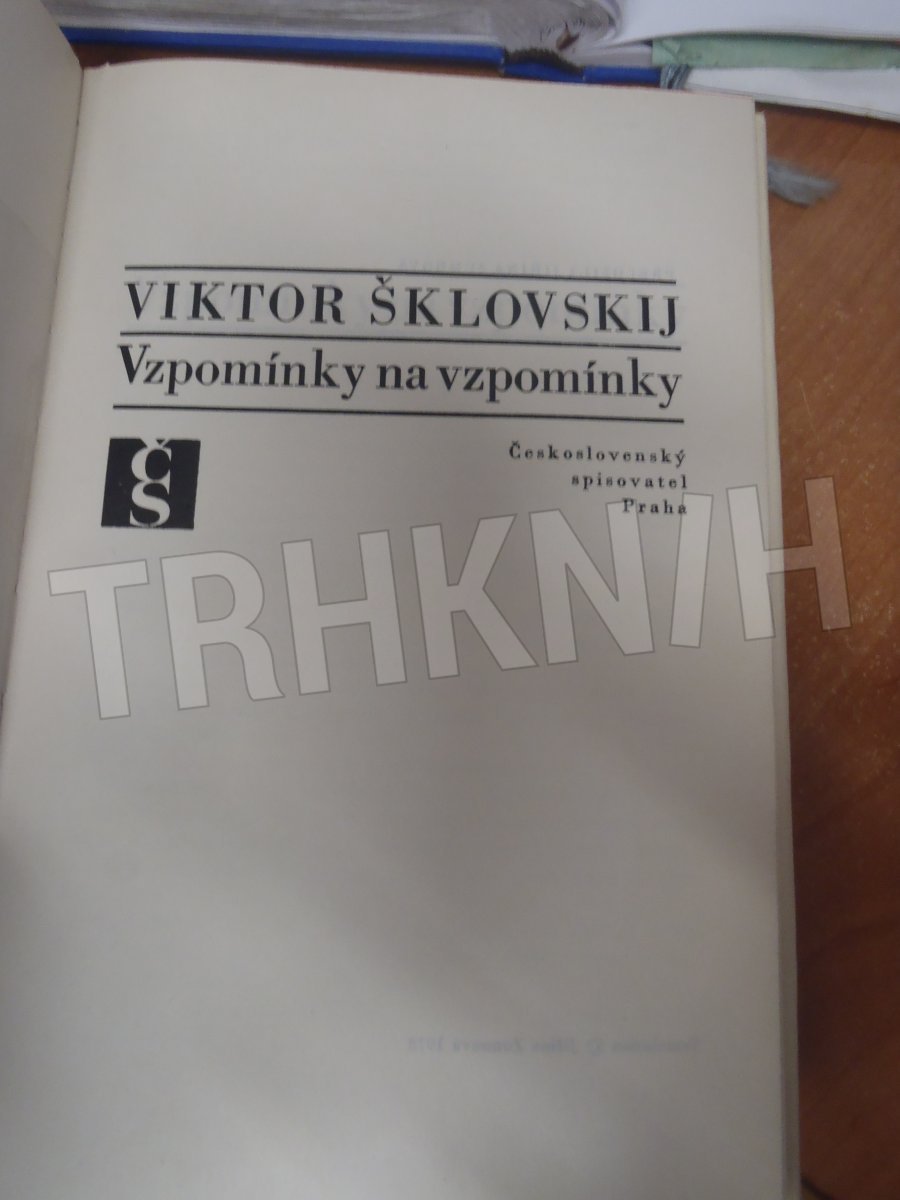 VIKTOR ŠKLOVSKIJ
Vzpomínky na vzpomínky
ČS
Československý
spisovatel
Praha
TRHKNIH